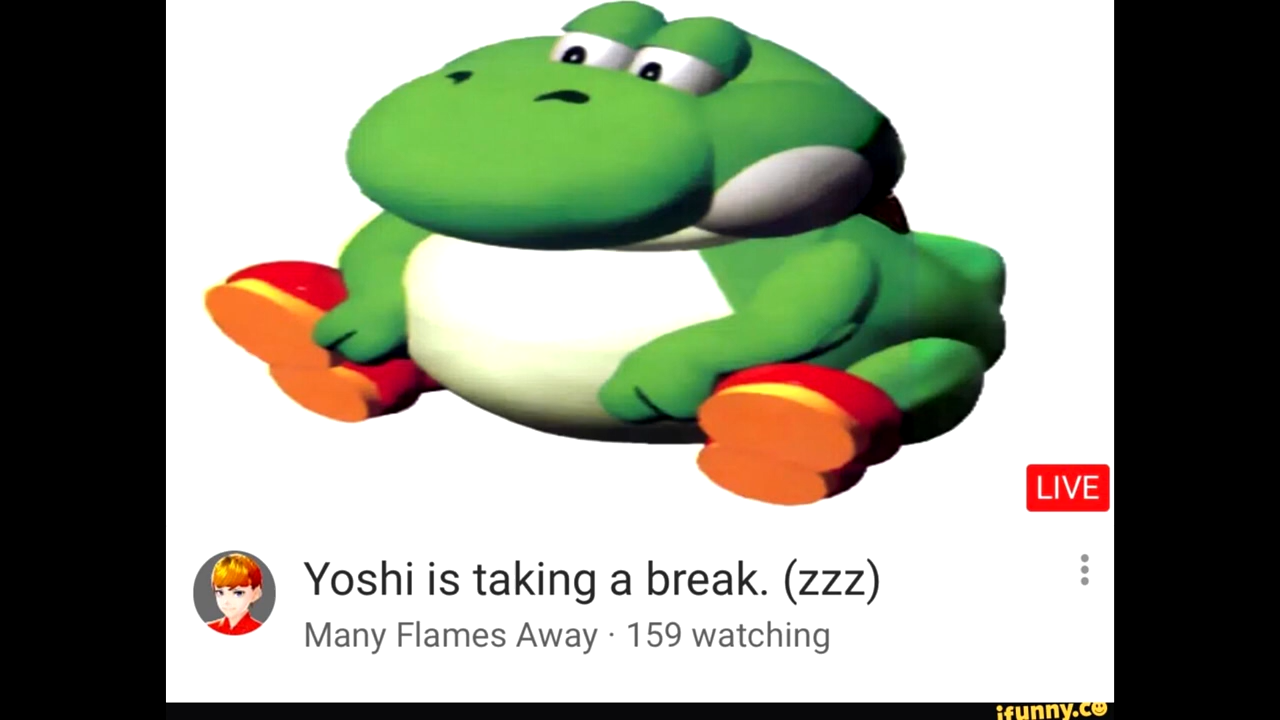 LIVE
Yoshi is taking a break. (zzz)
Many Flames Away · 159 watching
ifunny.co